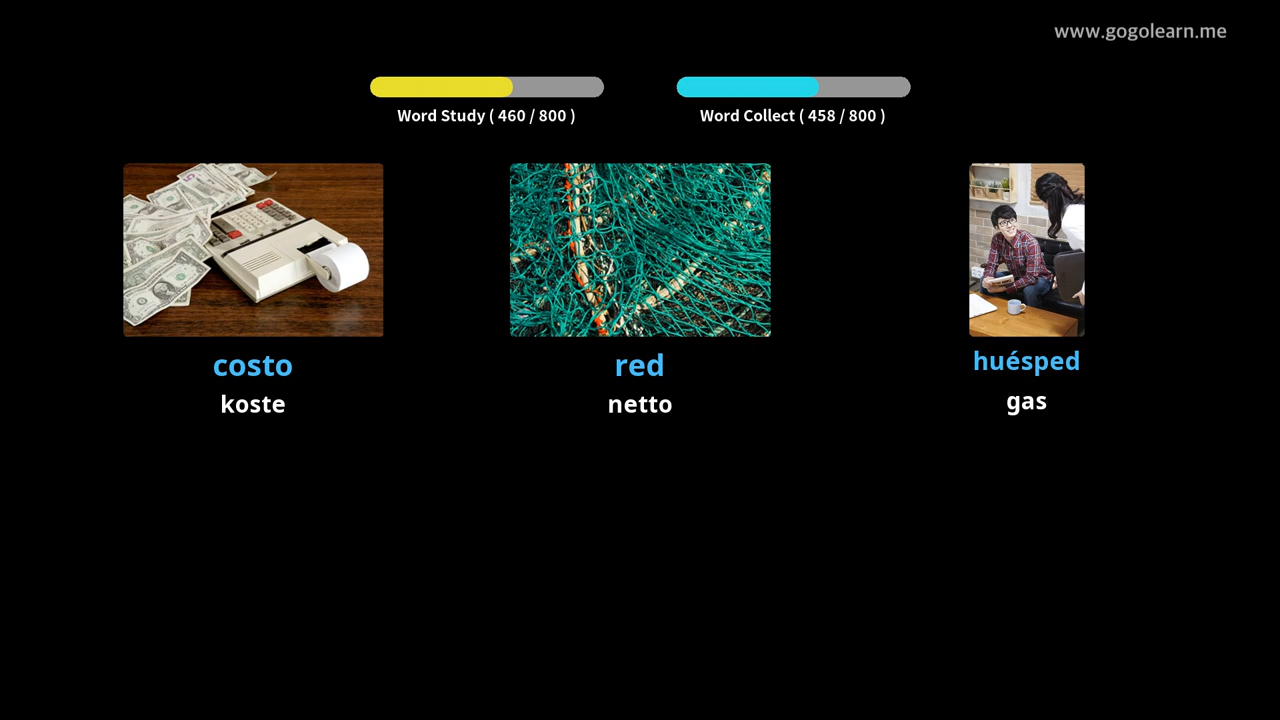 www.gogolearn.me
Word Study ( 460 / 800 )
Word Collect ( 458 / 800 )
costo
red
huésped
koste
netto
gas